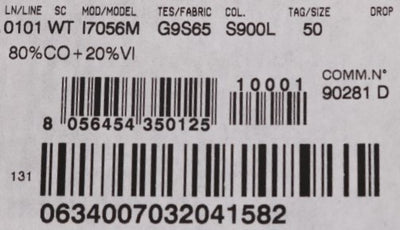 LN/LINE SC MOD/MODEL TES/FABRIC COL. TAG/SIZE DROP
0101 WT I7056M G9S65 S900L 50
80%CO+20%VI
10001 COMM.N°
90281 D
8 056454 350125
131
0634007032041582